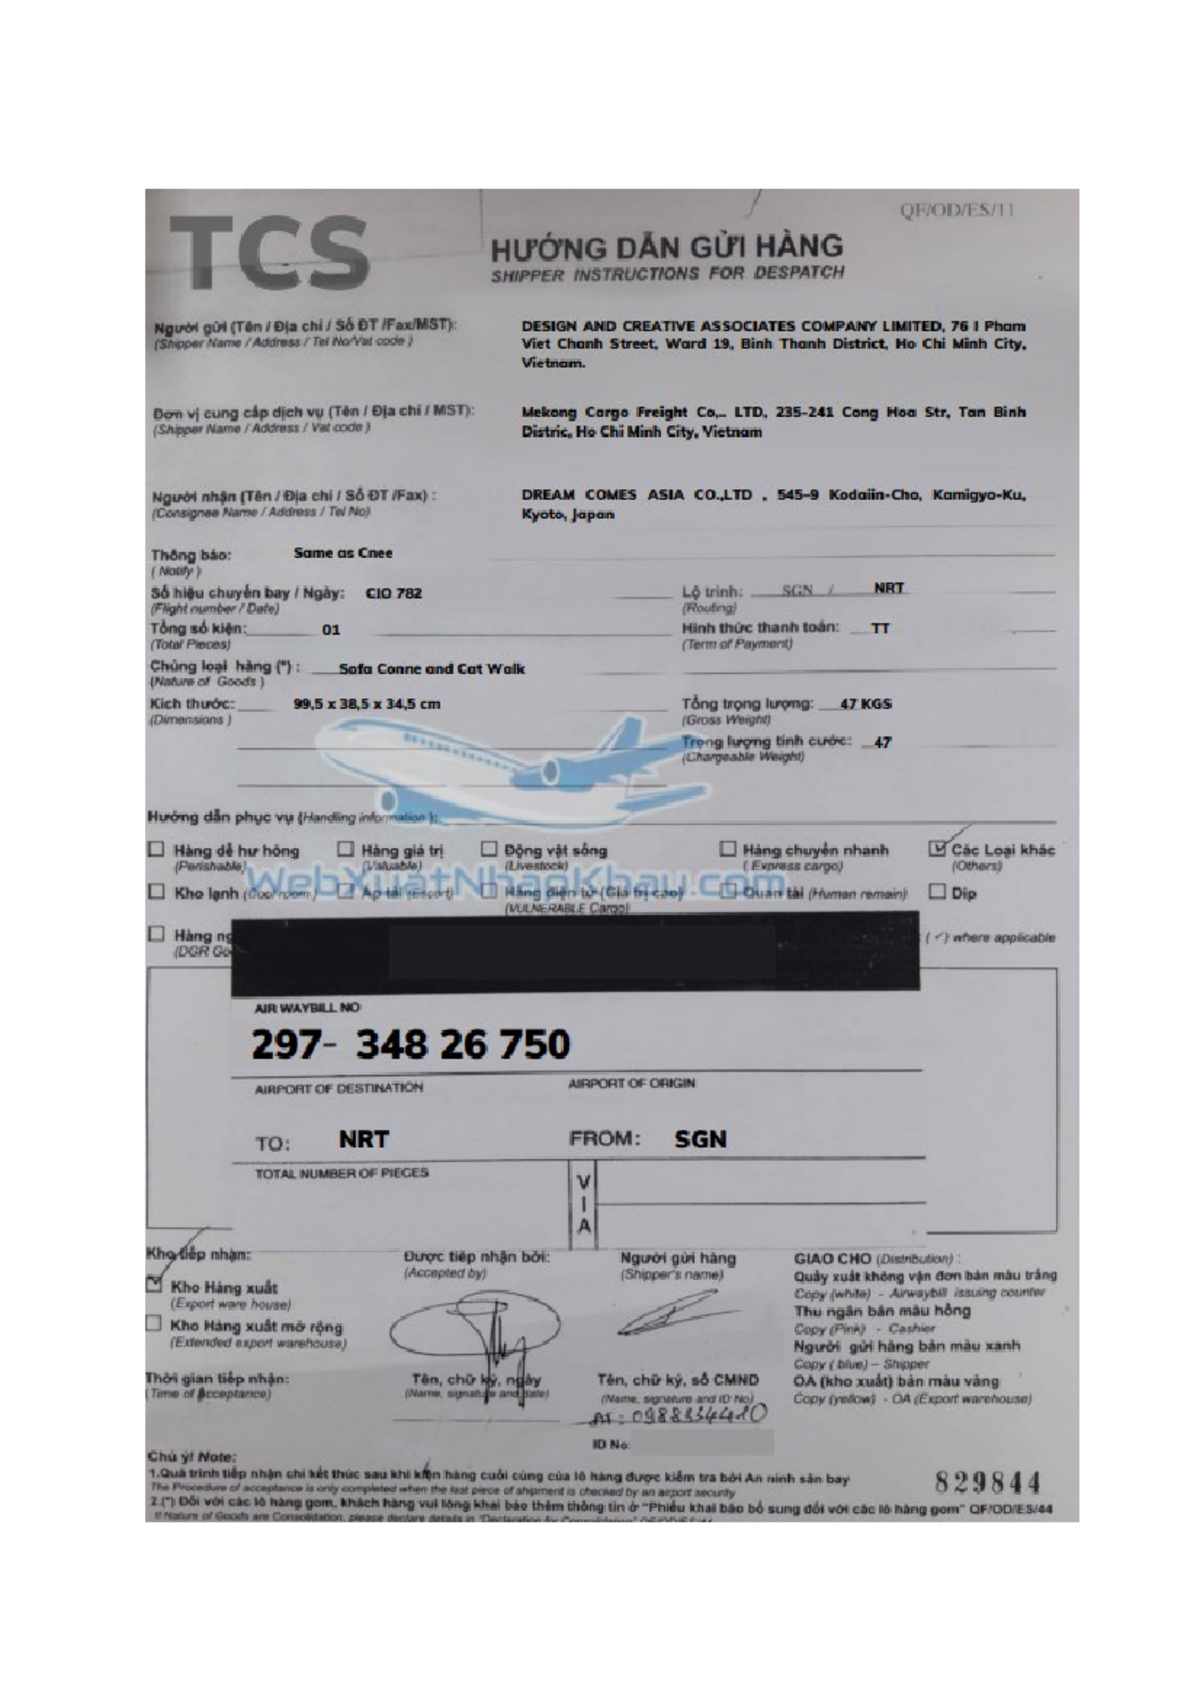 QF/OD/ES/11
TCS
HƯỚNG DẪN GỬI HÀNG
SHIPPER INSTRUCTIONS FOR DESPATCH
Người gửi (Tên / Địa chỉ / Số ĐT /Fax/MST):
(Shipper Name / Address / Tel No/Vat code )
DESIGN AND CREATIVE ASSOCIATES COMPANY LIMITED, 76 I Pham
Viet Chanh Street, Ward 19, Binh Thanh District, Ho Chi Minh City,
Vietnam.
Đơn vị cung cấp dịch vụ (Tên / Địa chỉ / MST):
(Shipper Name / Address / Vat code )
Mekong Cargo Freight Co,.. LTD, 235-241 Cong Hoa Str, Tan Binh
Distric, Ho Chi Minh City, Vietnam
Người nhận (Tên / Địa chỉ / Số ĐT /Fax) :
(Consignee Name / Address / Tel No)
DREAM COMES ASIA CO.,LTD , 545-9 Kodaiin-Cho, Kamigyo-Ku,
Kyoto, Japan
Thông báo: Same as Cnee
( Notify )
Số hiệu chuyến bay / Ngày: CIO 782 Lộ trình: SGN / NRT
(Flight number / Date) (Routing)
Tổng số kiện: 01 Hình thức thanh toán: TT
(Total Pieces) (Term of Payment)
Chủng loại hàng (*) : Sofa Conne and Cat Walk
(Nature of Goods )
Kích thước: 99,5 x 38,5 x 34,5 cm Tổng trọng lượng: 47 KGS
(Dimensions ) (Gross Weight)
Trọng lượng tính cước: 47
(Chargeable Weight)
Hướng dẫn phục vụ (Handling information ):
Hàng dễ hư hỏng Hàng giá trị Động vật sống Hàng chuyển nhanh Các Loại khác
(Perishable) (Valuable) (Livestock) ( Express cargo) (Others)
WebXuấtNhapKhau.com
Kho lạnh (Cool room ) Áp tải (Escort) Hàng điện tử (Giá trị cao) Quan tài (Human remain) Dip
(VULNERABLE Cargo)
Hàng ng ( ✓) where applicable
(DGR Go
AIR WAYBILL NO
297- 348 26 750
AIRPORT OF DESTINATION AIRPORT OF ORIGIN
TO: NRT FROM: SGN
TOTAL NUMBER OF PIECES VIA
Kho tiếp nhận: Được tiếp nhận bởi: Người gửi hàng GIAO CHO (Distribution) :
(Accepted by) (Shipper's name) Quầy xuất không vận đơn bản màu trắng
Kho Hàng xuất Copy (white) - Airwaybill issuing counter
(Export ware house) Thu ngân bản màu hồng
Kho Hàng xuất mở rộng Copy (Pink) - Cashier
(Extended export warehouse) Người gửi hàng bản màu xanh
Copy ( blue) – Shipper
Thời gian tiếp nhận: Tên, chữ ký, ngày Tên, chữ ký, số CMND OA (kho xuất) bản màu vàng
(Time of Acceptance) (Name, signature and date) (Name, signature and ID No) Copy (yellow) - OA (Export warehouse)
ID No:
Chú ý/ Note:
1.Quá trình tiếp nhận chỉ kết thúc sau khi kiện hàng cuối cùng của lô hàng được kiểm tra bởi An ninh sân bay
829844
The Procedure of acceptance is only completed when the last piece of shipment is checked by an airport security
2.(*) Đối với các lô hàng gom, khách hàng vui lòng khai báo thêm thông tin ở "Phiếu khai báo bổ sung đối với các lô hàng gom" QF/OD/ES/44
If Nature of Goods are Consolidation, please declare details in